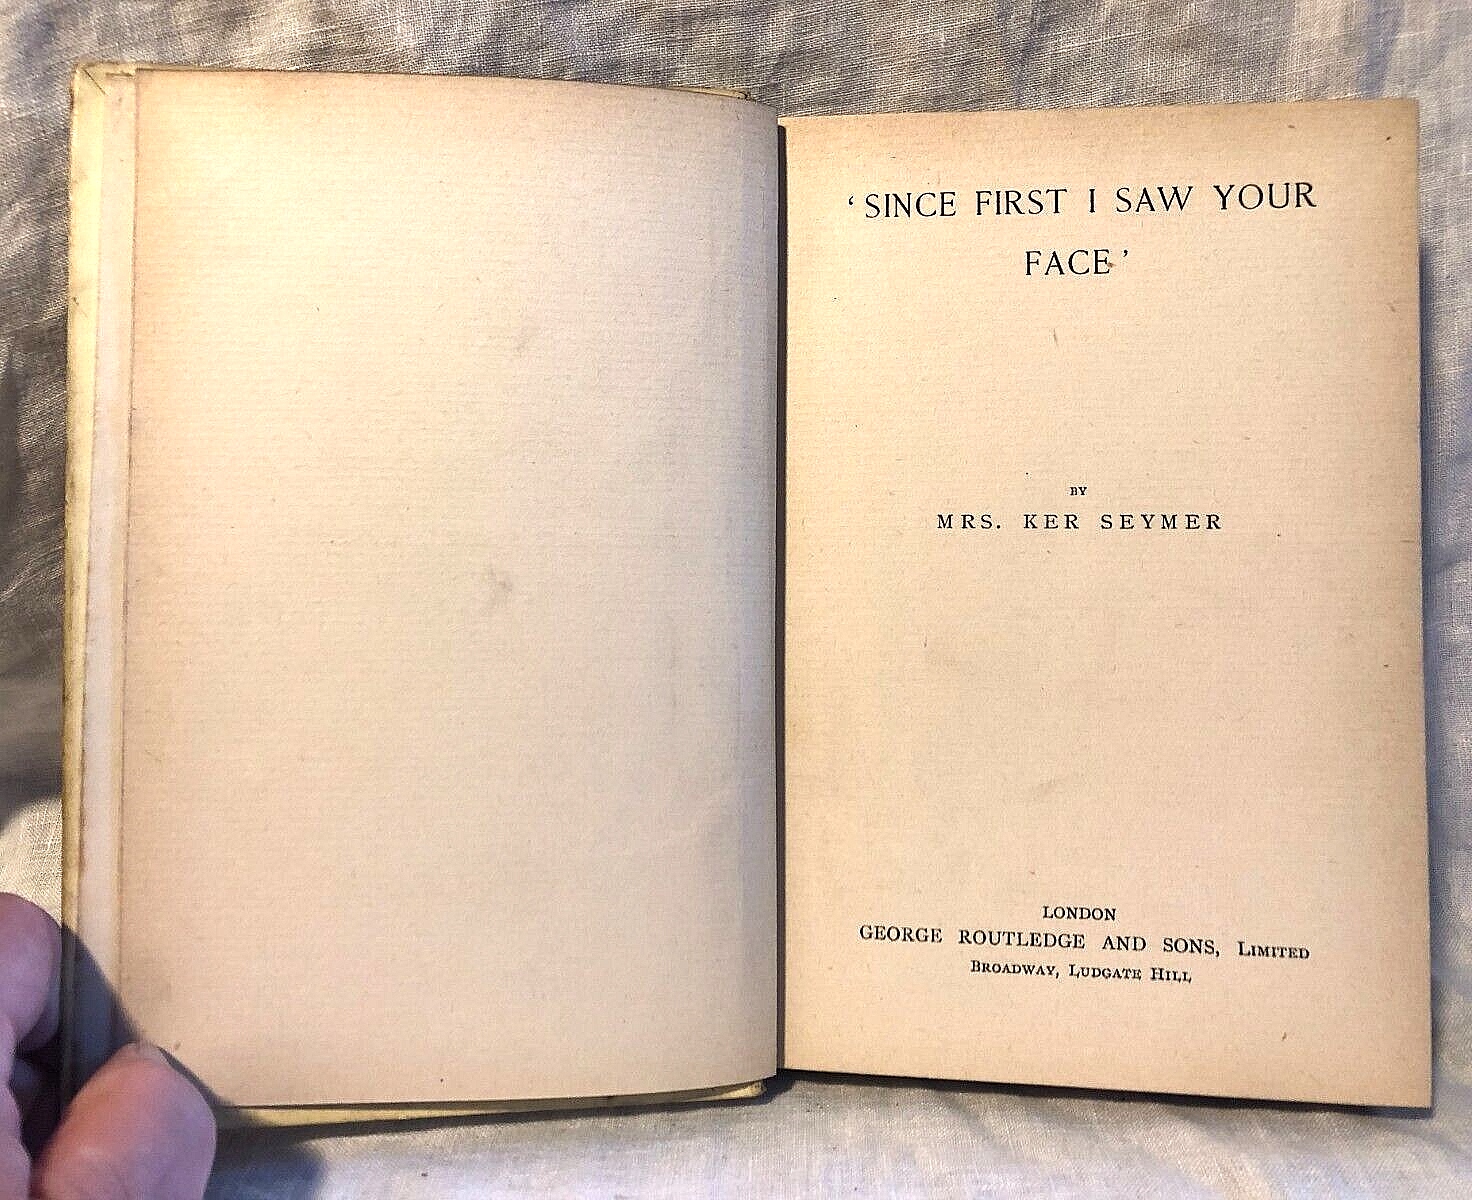 ‘SINCE FIRST I SAW YOUR
FACE’
BY
MRS. KER SEYMER
LONDON
GEORGE ROUTLEDGE AND SONS, LIMITED
BROADWAY, LUDGATE HILL